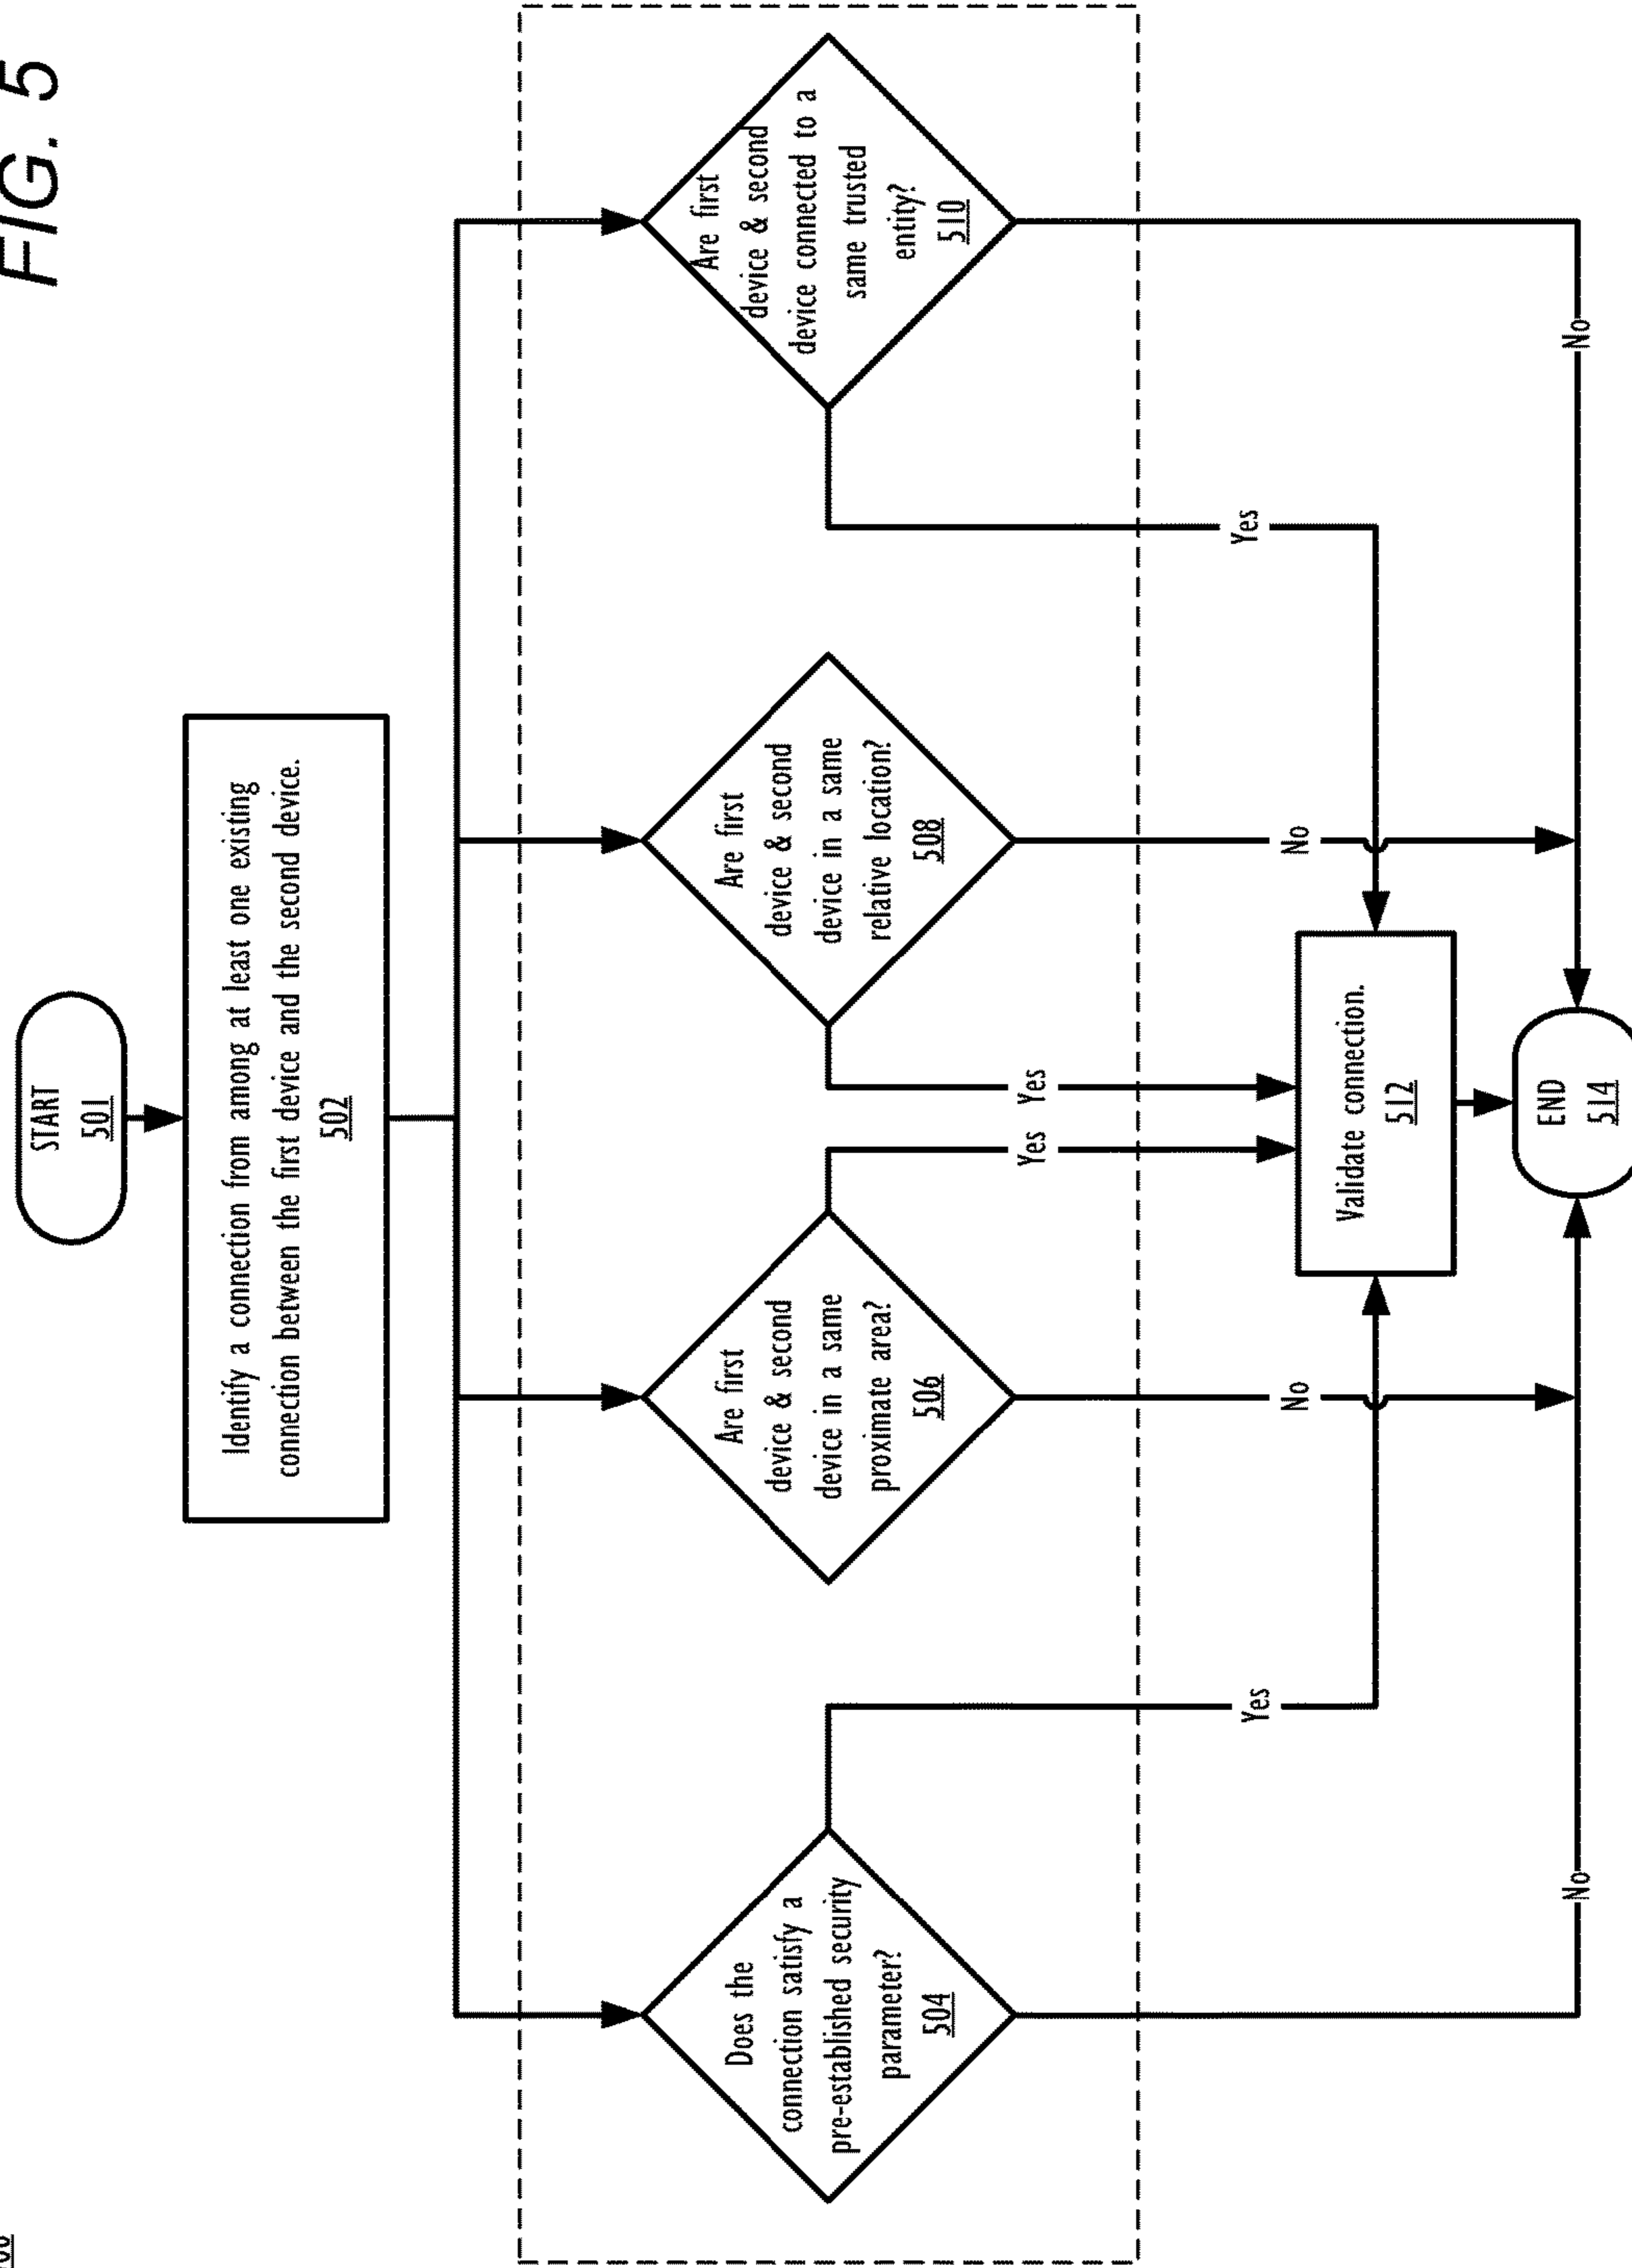 FIG. 5
START
501
Identify a connection from among at least one existing
connection between the first device and the second device.
502
Does the
connection satisfy a
pre-established security
parameter?
504
Are first
device & second
device in a same
proximate area?
506
Are first
device & second
device in a same
relative location?
508
Are first
device & second
device connected to a
same trusted
entity?
510
Yes
Yes
Yes
Yes
No
No
No
No
Validate connection.
512
END
514